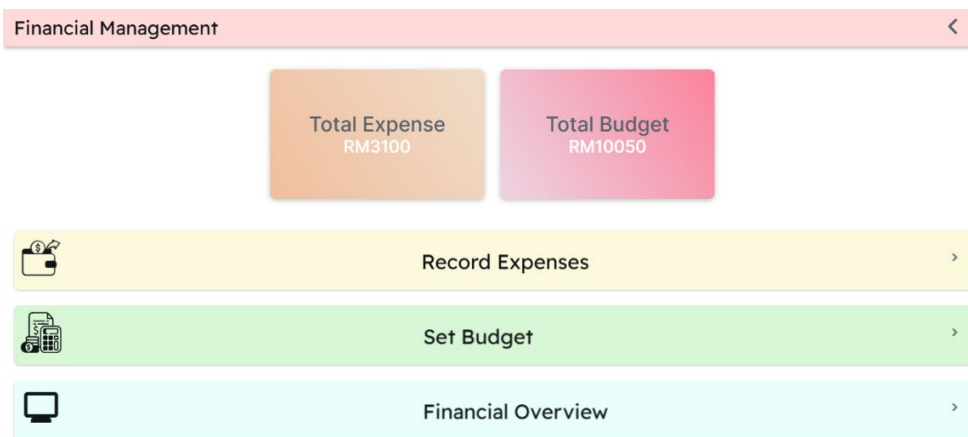 Financial Management
Total Expense
RM3100
Total Budget
RM10050
Record Expenses
Set Budget
Financial Overview